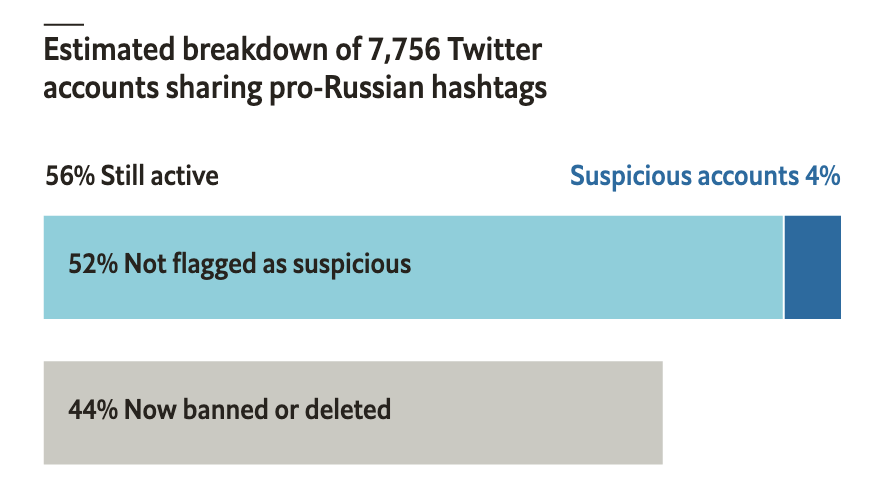 Estimated breakdown of 7,756 Twitter
accounts sharing pro-Russian hashtags
56% Still active
Suspicious accounts 4%
52% Not flagged as suspicious
44% Now banned or deleted